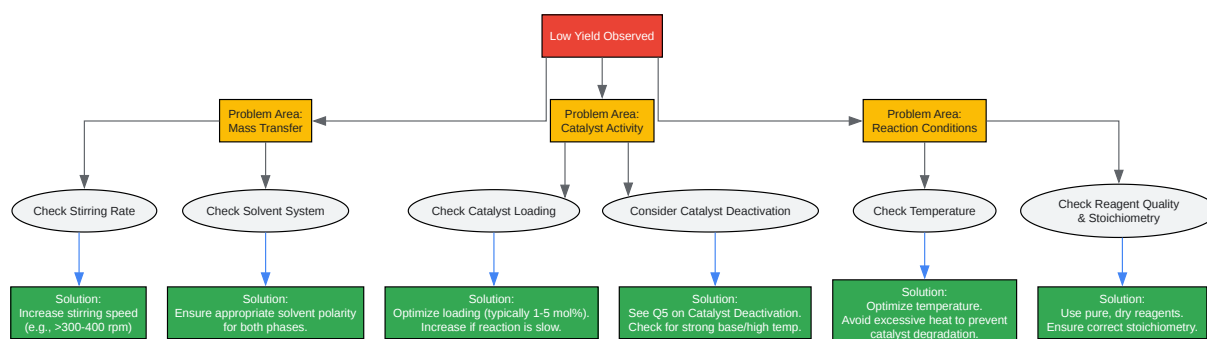 Low Yield Observed
Problem Area:
Mass Transfer
Problem Area:
Catalyst Activity
Problem Area:
Reaction Conditions
Check Stirring Rate
Check Solvent System
Check Catalyst Loading
Consider Catalyst Deactivation
Check Temperature
Check Reagent Quality
& Stoichiometry
Solution:
Increase stirring speed
(e.g., >300-400 rpm)
Solution:
Ensure appropriate solvent polarity
for both phases.
Solution:
Optimize loading (typically 1-5 mol%).
Increase if reaction is slow.
Solution:
See Q5 on Catalyst Deactivation.
Check for strong base/high temp.
Solution:
Optimize temperature.
Avoid excessive heat to prevent
catalyst degradation.
Solution:
Use pure, dry reagents.
Ensure correct stoichiometry.